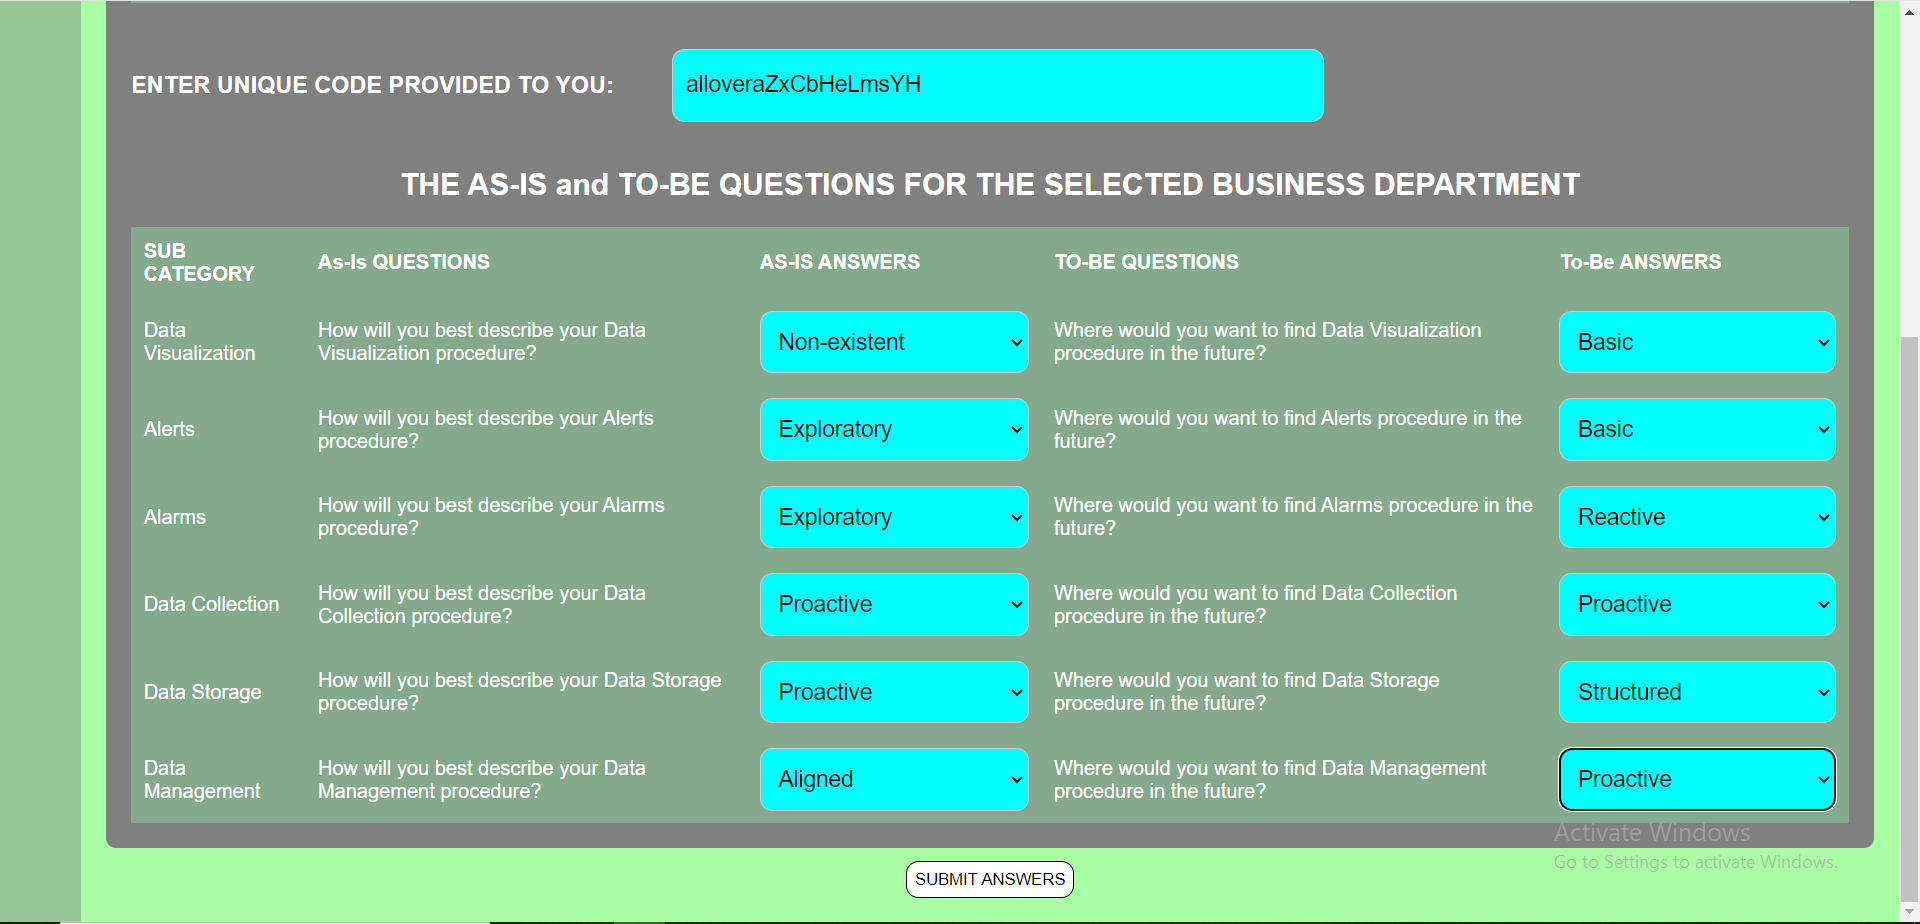 ENTER UNIQUE CODE PROVIDED TO YOU: alloveraZxCbHeLmsYH
THE AS-IS and TO-BE QUESTIONS FOR THE SELECTED BUSINESS DEPARTMENT
SUB
CATEGORY
As-Is QUESTIONS
AS-IS ANSWERS
TO-BE QUESTIONS
To-Be ANSWERS
Data
Visualization
How will you best describe your Data
Visualization procedure?
Non-existent
Where would you want to find Data Visualization
procedure in the future?
Basic
Alerts
How will you best describe your Alerts
procedure?
Exploratory
Where would you want to find Alerts procedure in the
future?
Basic
Alarms
How will you best describe your Alarms
procedure?
Exploratory
Where would you want to find Alarms procedure in the
future?
Reactive
Data Collection
How will you best describe your Data
Collection procedure?
Proactive
Where would you want to find Data Collection
procedure in the future?
Proactive
Data Storage
How will you best describe your Data Storage
procedure?
Proactive
Where would you want to find Data Storage
procedure in the future?
Structured
Data
Management
How will you best describe your Data
Management procedure?
Aligned
Where would you want to find Data Management
procedure in the future?
Proactive
Activate Windows
Go to Settings to activate Windows.
SUBMIT ANSWERS